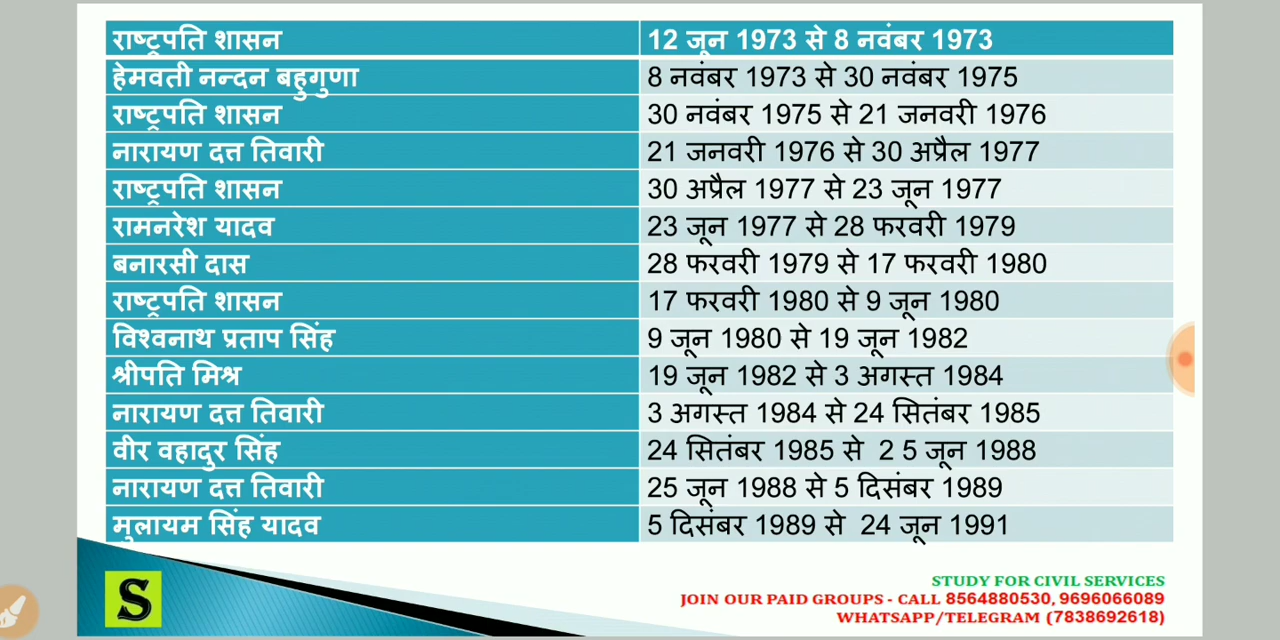 राष्ट्रपति शासन 12 जून 1973 से 8 नवंबर 1973
हेमवती नन्दन बहुगुणा 8 नवंबर 1973 से 30 नवंबर 1975
राष्ट्रपति शासन 30 नवंबर 1975 से 21 जनवरी 1976
नारायण दत्त तिवारी 21 जनवरी 1976 से 30 अप्रैल 1977
राष्ट्रपति शासन 30 अप्रैल 1977 से 23 जून 1977
रामनरेश यादव 23 जून 1977 से 28 फरवरी 1979
बनारसी दास 28 फरवरी 1979 से 17 फरवरी 1980
राष्ट्रपति शासन 17 फरवरी 1980 से 9 जून 1980
विश्वनाथ प्रताप सिंह 9 जून 1980 से 19 जून 1982
श्रीपति मिश्र 19 जून 1982 से 3 अगस्त 1984
नारायण दत्त तिवारी 3 अगस्त 1984 से 24 सितंबर 1985
वीर वहादुर सिंह 24 सितंबर 1985 से 2 5 जून 1988
नारायण दत्त तिवारी 25 जून 1988 से 5 दिसंबर 1989
मुलायम सिंह यादव 5 दिसंबर 1989 से 24 जून 1991
S
STUDY FOR CIVIL SERVICES
JOIN OUR PAID GROUPS - CALL 8564880530, 9696066089
WHATSAPP/TELEGRAM (7838692618)